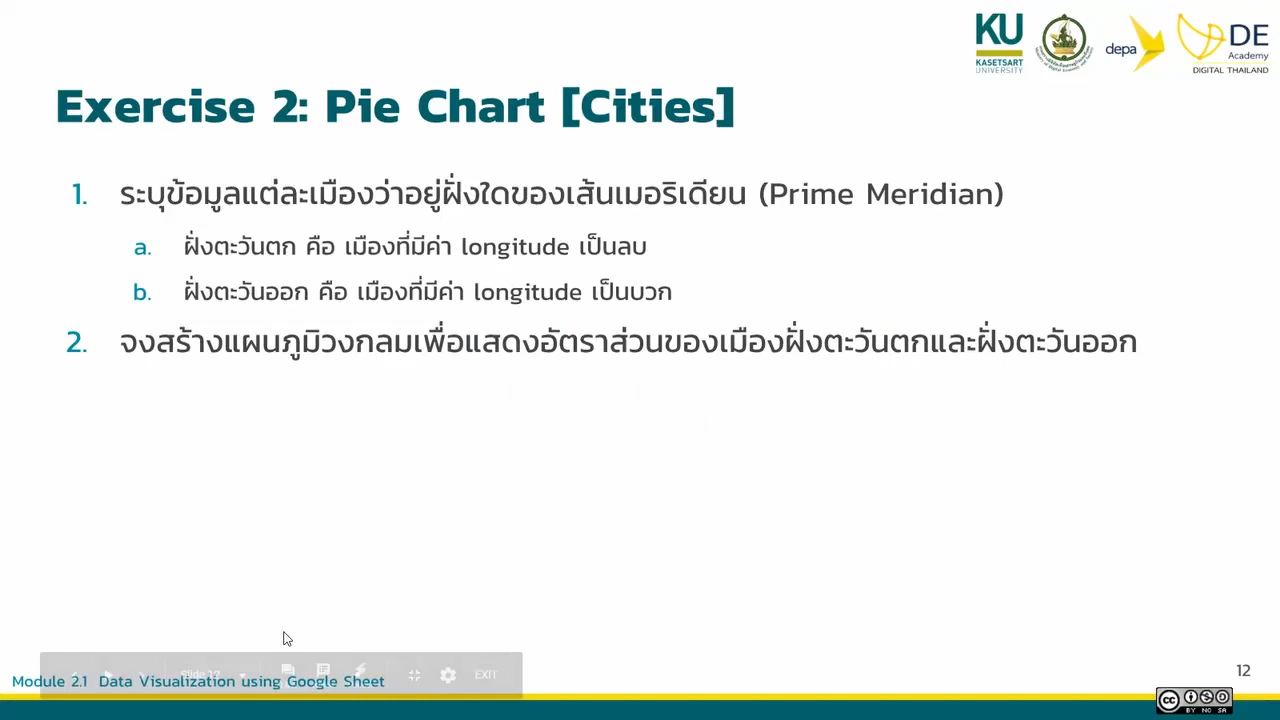 KU
KASETSART
UNIVERSITY
depa
DE
Academy
DIGITAL THAILAND
Exercise 2: Pie Chart [Cities]
1. ระบุข้อมูลแต่ละเมืองว่าอยู่ฝั่งใดของเส้นเมอริเดียน (Prime Meridian)
a. ฝั่งตะวันตก คือ เมืองที่มีค่า longitude เป็นลบ
b. ฝั่งตะวันออก คือ เมืองที่มีค่า longitude เป็นบวก
2. จงสร้างแผนภูมิวงกลมเพื่อแสดงอัตราส่วนของเมืองฝั่งตะวันตกและฝั่งตะวันออก
Slide 12
EXIT
Module 2.1 Data Visualization using Google Sheet
12
cc
BY NC SA